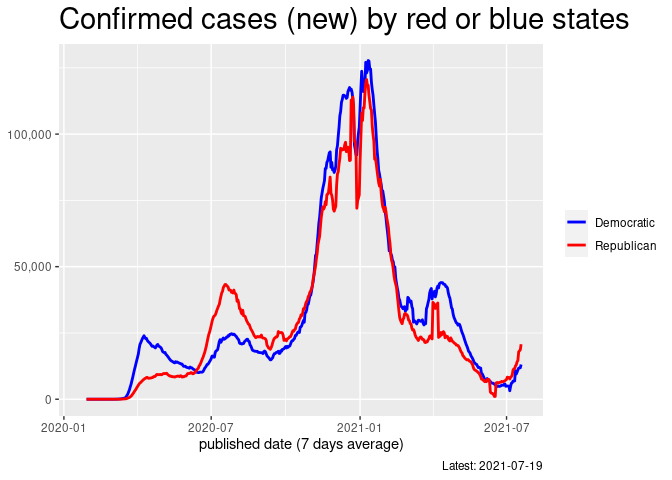 Confirmed cases (new) by red or blue states
100,000
50,000
0
2020-01
2020-07
2021-01
2021-07
published date (7 days average)
Democratic
Republican
Latest: 2021-07-19